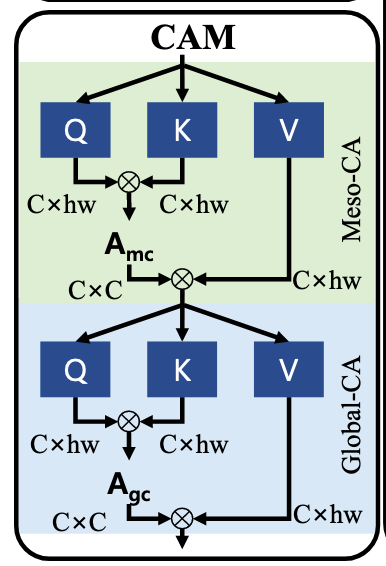 CAM
Q K V
C×hw C×hw
Meso-CA
A_mc
C×C C×hw
Q K V
C×hw C×hw
Global-CA
A_gc
C×C C×hw